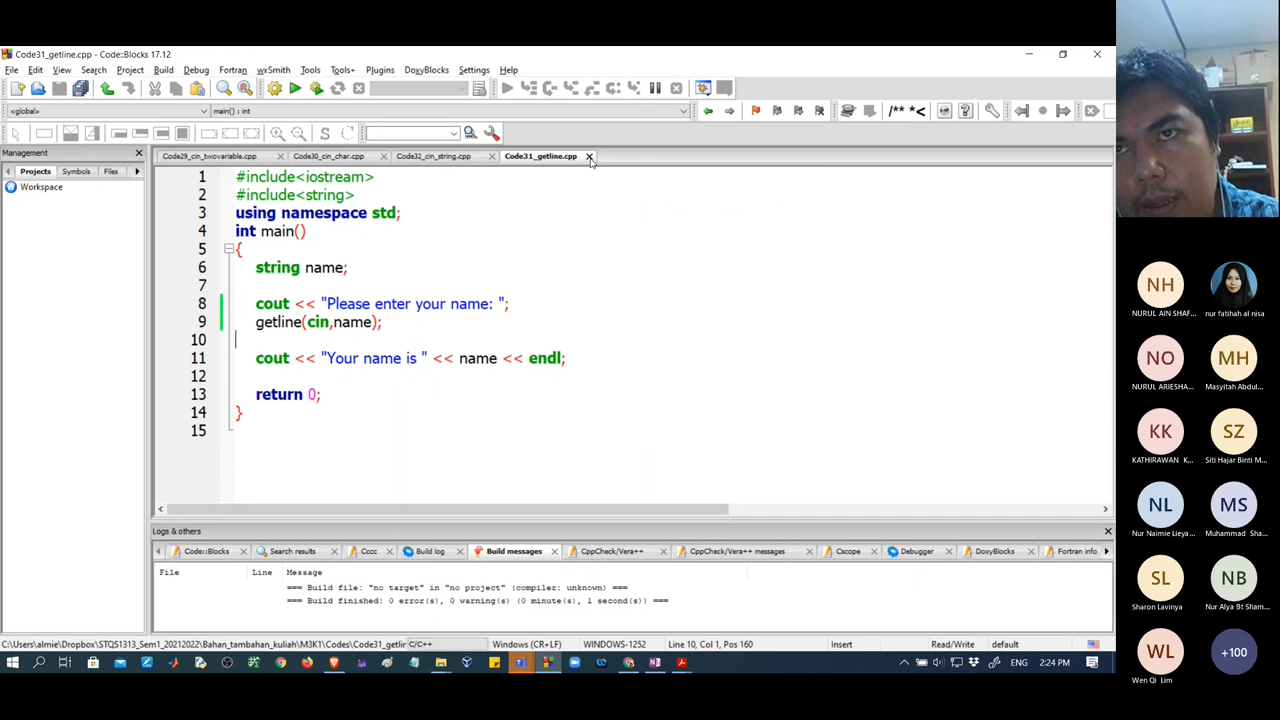 Code31_getline.cpp - Code::Blocks 17.12
File Edit View Search Project Build Debug Fortran wxSmith Tools Tools+ Plugins DoxyBlocks Settings Help
<global> main() : int
/** *<
Management
Projects Symbols Files
Workspace
Code29_cin_twovariable.cpp Code30_cin_char.cpp Code32_cin_string.cpp Code31_getline.cpp
1 #include<iostream>
2 #include<string>
3 using namespace std;
4 int main()
5 {
6 string name;
7
8 cout << "Please enter your name: ";
9 getline(cin,name);
10
11 cout << "Your name is " << name << endl;
12
13 return 0;
14 }
15
Logs & others
Code::Blocks Search results Cccc Build log Build messages CppCheck/Vera++ CppCheck/Vera++ messages Cscope Debugger DoxyBlocks Fortran info
File Line Message
=== Build file: "no target" in "no project" (compiler: unknown) ===
=== Build finished: 0 error(s), 0 warning(s) (0 minute(s), 1 second(s)) ===
C:\Users\almie\Dropbox\STQS1313_Sem1_20212022\Bahan_tambahan_kuliah\M3K1\Codes\Code31_getlir C/C++ Windows (CR+LF) WINDOWS-1252 Line 10, Col 1, Pos 160 Insert Read/Write default
ENG 2:24 PM
NH
NURUL AIN SHAF...
nur fatihah al nisa
NO
NURUL ARIESHA...
MH
Masyitah Abdul...
KK
KATHIRAWAN K...
SZ
Siti Hajar Binti M...
NL
Nur Naimie Lieya...
MS
Muhammad Sha...
SL
Sharon Lavinya
NB
Nur Alya Bt Sham...
WL
Wen Qi Lim
+100